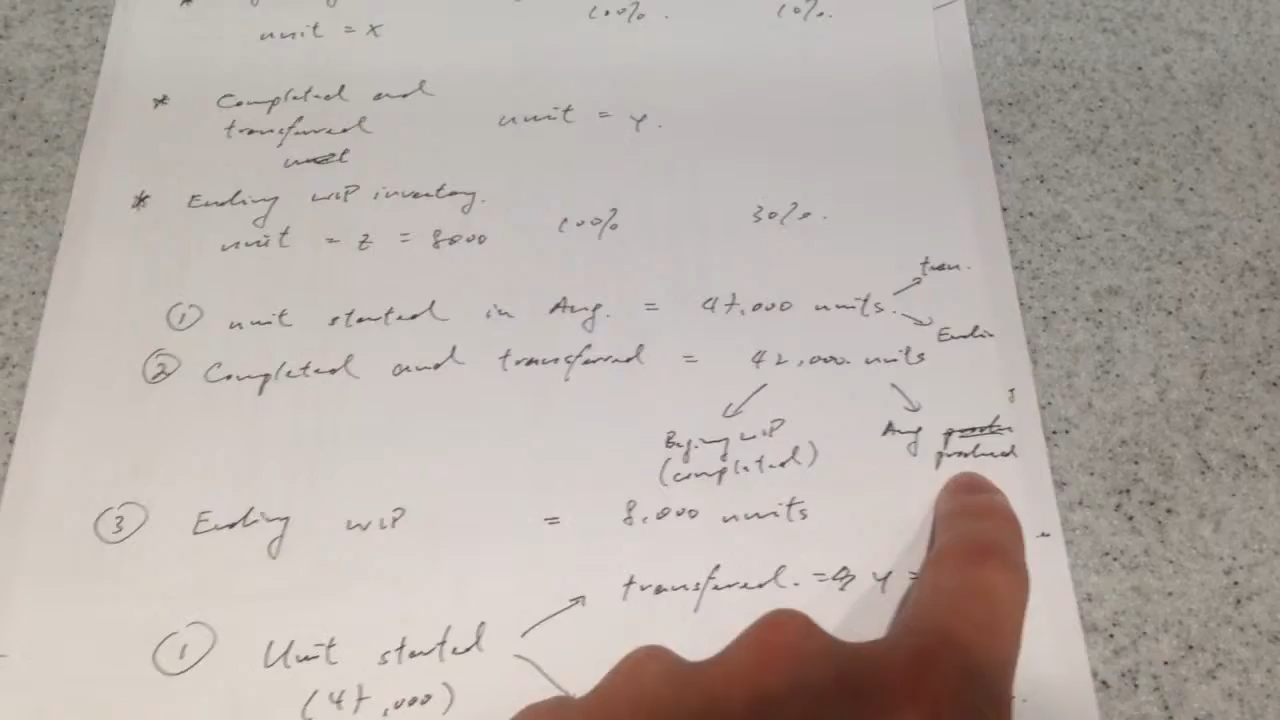 100%. 10%.
unit = x
* Completed and
transferred unit = y.
* Ending WIP inventory.
unit = z = 8000 100% 30%.
① unit started in Aug. = 47,000 units. tran.
Endin
② Completed and transferred = 42,000 units
Begining WIP Aug
(completed) produced
③ Ending WIP = 8,000 units
transferred. = y =
① Unit started
(47,000)